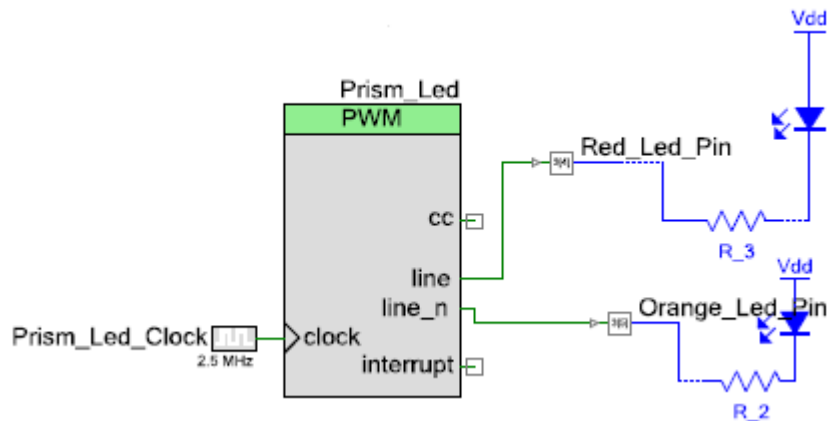 Vdd
Prism_Led
PWM
Red_Led_Pin
cc
R_3
line
Vdd
line_n
Orange_Led_Pin
Prism_Led_Clock
clock
2.5 MHz
interrupt
R_2